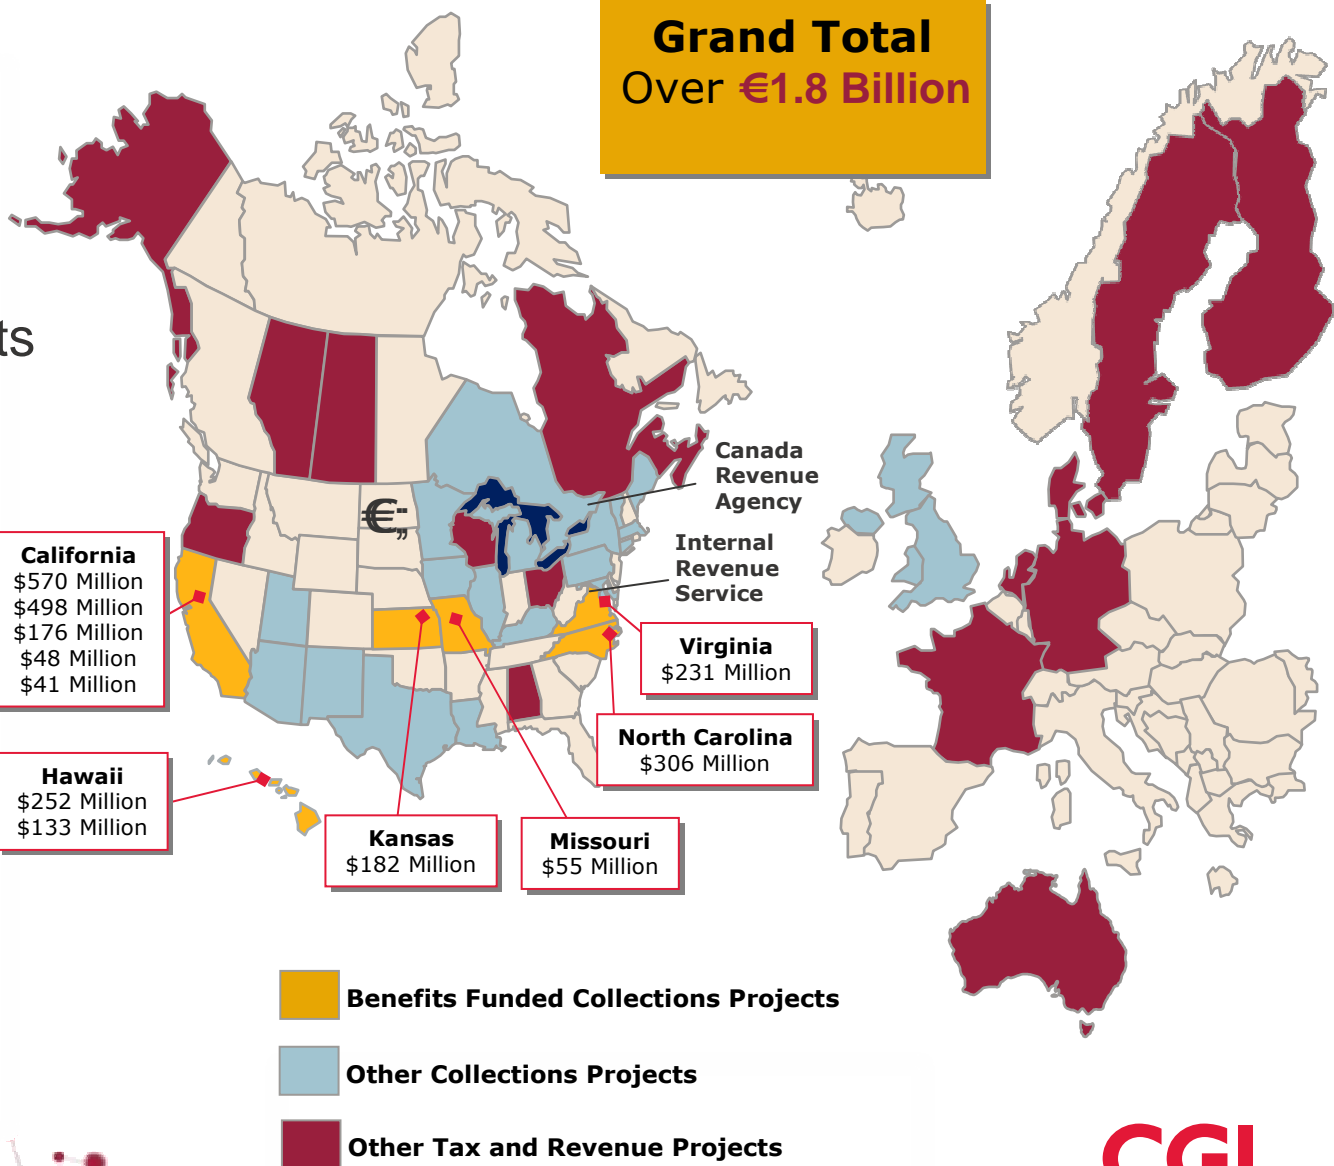 Grand Total
Over €1.8 Billion
ts
Canada
Revenue
Agency
Internal
Revenue
Service
€
California
$570 Million
$498 Million
$176 Million
$48 Million
$41 Million
Virginia
$231 Million
North Carolina
$306 Million
Hawaii
$252 Million
$133 Million
Kansas
$182 Million
Missouri
$55 Million
Benefits Funded Collections Projects
Other Collections Projects
Other Tax and Revenue Projects
CGI